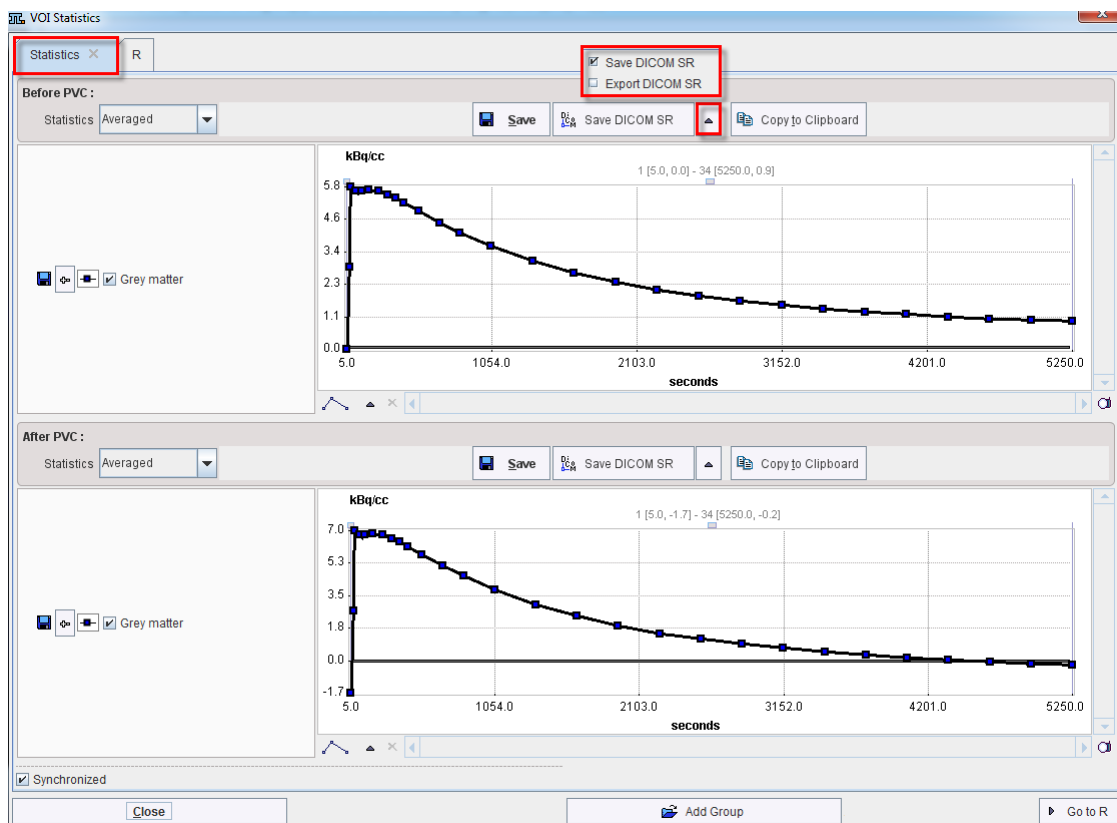 VOI Statistics
Statistics
R
Save DICOM SR
Export DICOM SR
Before PVC :
Statistics Averaged
Save
Save DICOM SR
Copy to Clipboard
Grey matter
kBq/cc
1 [5.0, 0.0] - 34 [5250.0, 0.9]
5.8
4.6
3.4
2.3
1.1
0.0
5.0 1054.0 2103.0 3152.0 4201.0 5250.0
seconds
After PVC :
Statistics Averaged
Save
Save DICOM SR
Copy to Clipboard
Grey matter
kBq/cc
1 [5.0, -1.7] - 34 [5250.0, -0.2]
7.0
5.3
3.5
1.8
0.0
-1.7
5.0 1054.0 2103.0 3152.0 4201.0 5250.0
seconds
Synchronized
Close
Add Group
Go to R